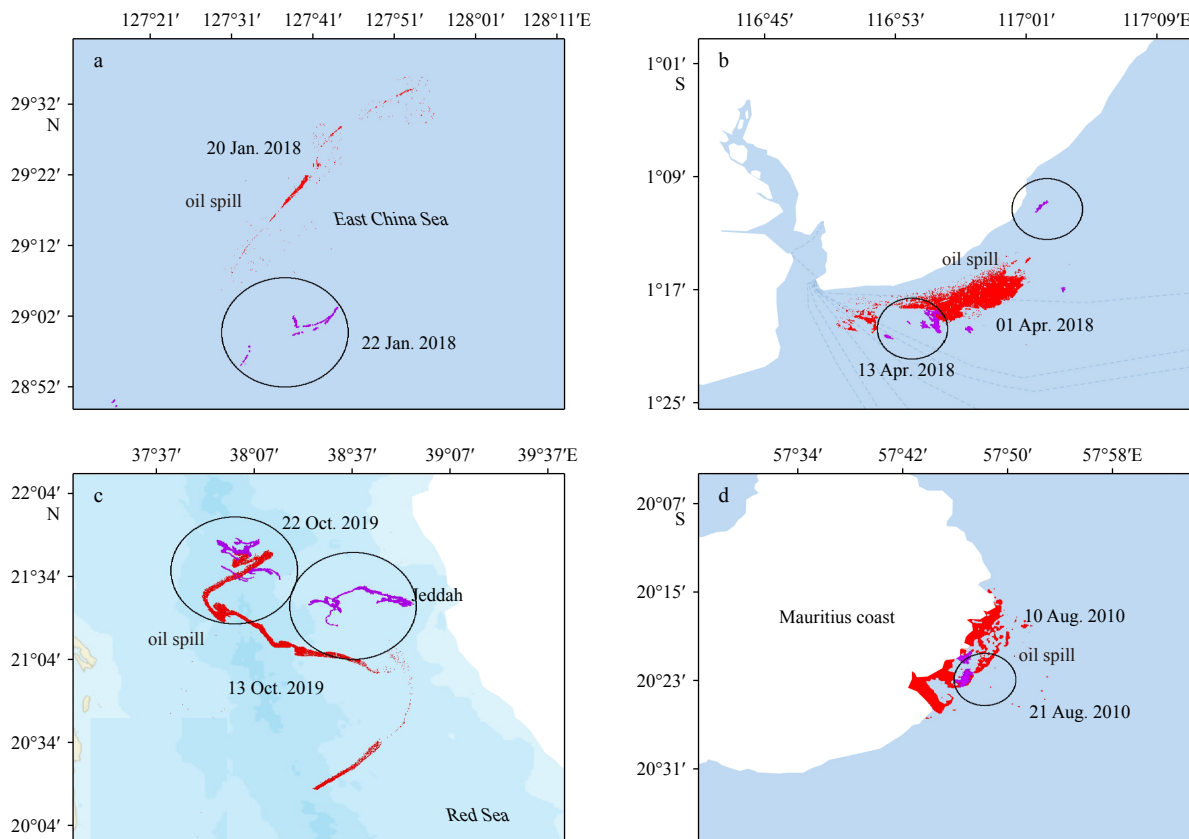 127°21′ 127°31′ 127°41′ 127°51′ 128°01′ 128°11′E
a
29°32′
N
20 Jan. 2018
29°22′
oil spill
East China Sea
29°12′
29°02′
22 Jan. 2018
28°52′
116°45′ 116°53′ 117°01′ 117°09′E
b
1°01′
S
1°09′
oil spill
1°17′
01 Apr. 2018
13 Apr. 2018
1°25′
37°37′ 38°07′ 38°37′ 39°07′ 39°37′E
c
22°04′
N
22 Oct. 2019
21°34′
Jeddah
oil spill
21°04′
13 Oct. 2019
20°34′
Red Sea
20°04′
57°34′ 57°42′ 57°50′ 57°58′E
d
20°07′
S
20°15′
Mauritius coast
10 Aug. 2010
oil spill
20°23′
21 Aug. 2010
20°31′